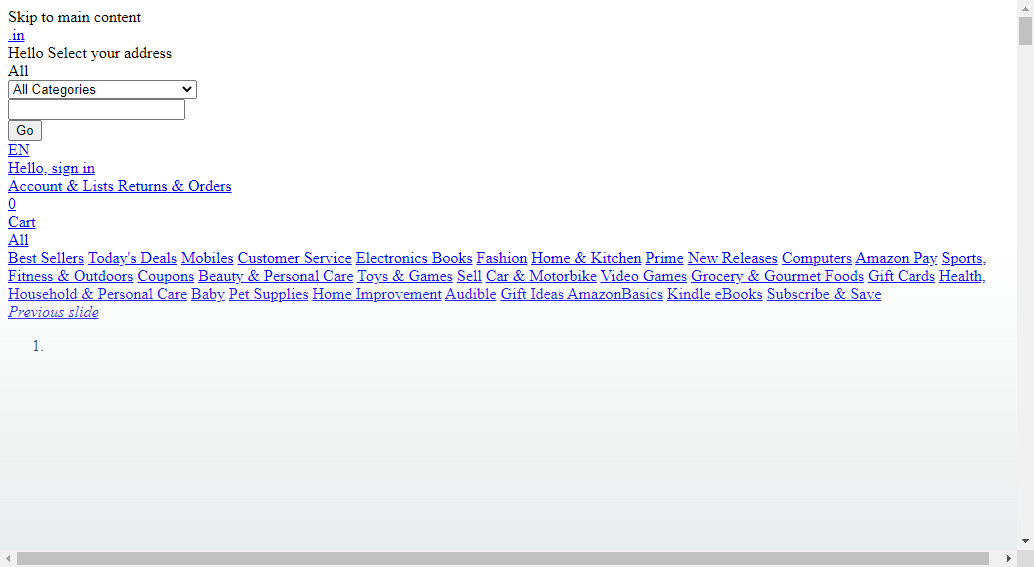 Skip to main content
.in
Hello Select your address
All
All Categories
Go
EN
Hello, sign in
Account & Lists Returns & Orders
0
Cart
All
Best Sellers Today's Deals Mobiles Customer Service Electronics Books Fashion Home & Kitchen Prime New Releases Computers Amazon Pay Sports,
Fitness & Outdoors Coupons Beauty & Personal Care Toys & Games Sell Car & Motorbike Video Games Grocery & Gourmet Foods Gift Cards Health,
Household & Personal Care Baby Pet Supplies Home Improvement Audible Gift Ideas AmazonBasics Kindle eBooks Subscribe & Save
Previous slide
1.